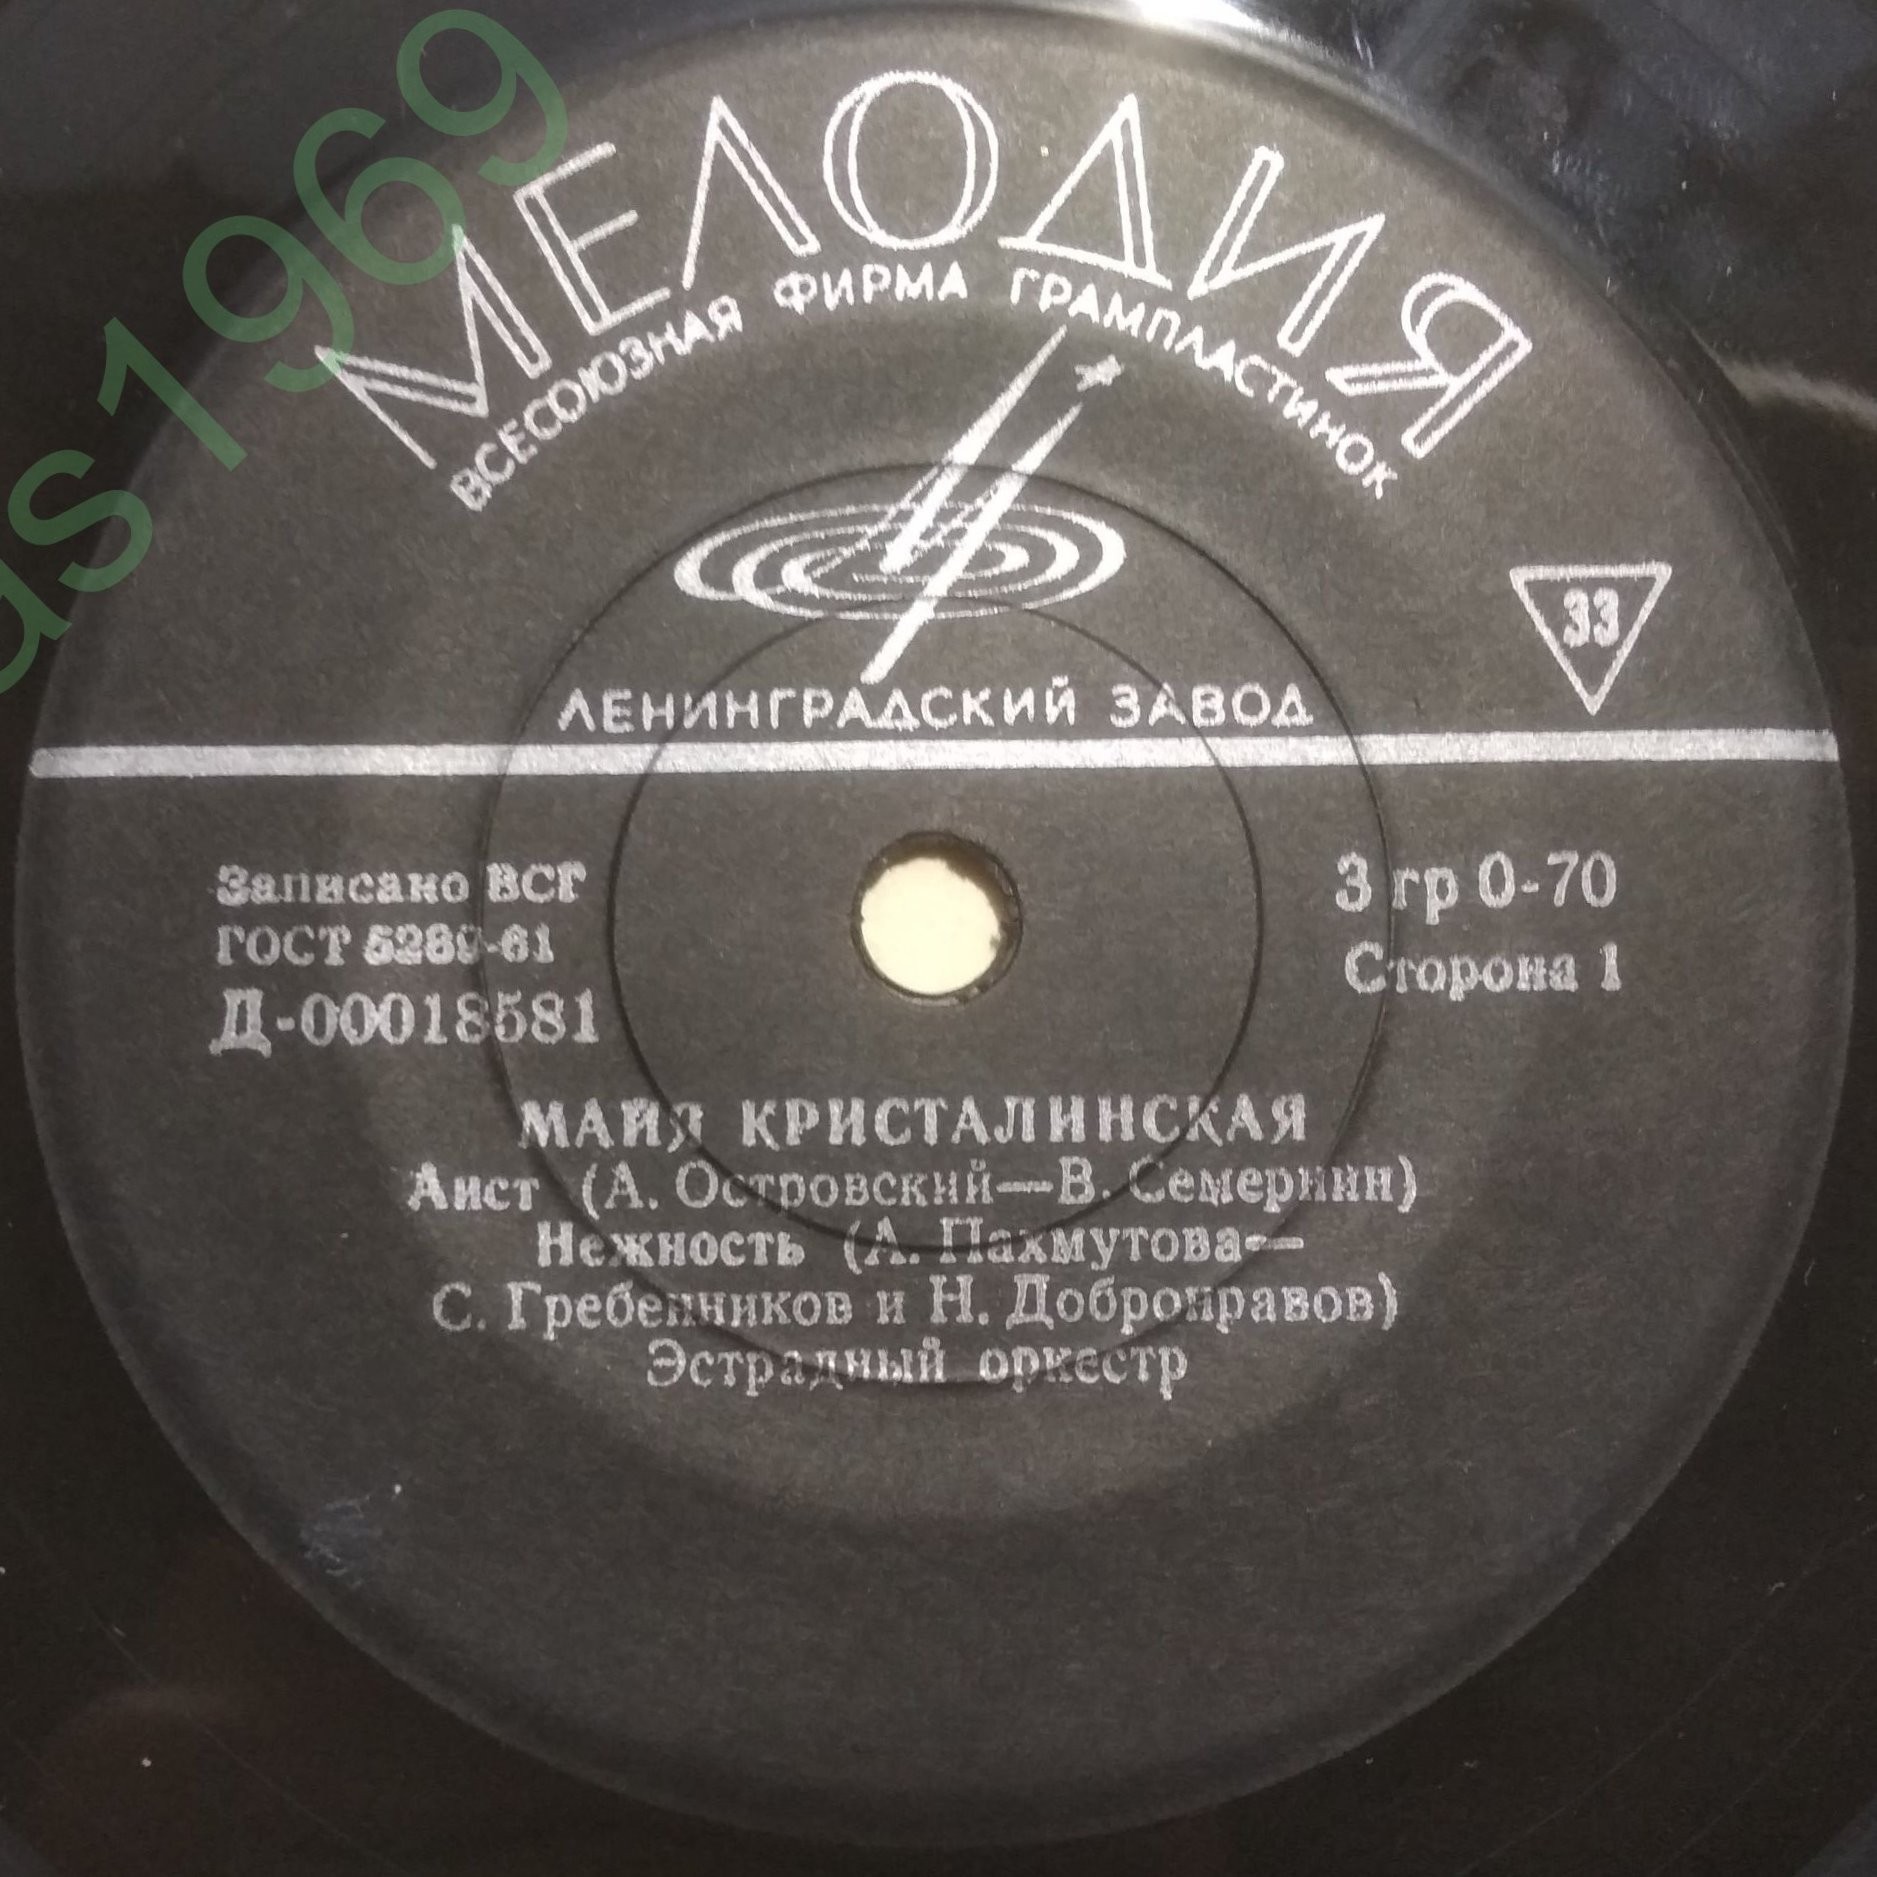 МЕЛОДИЯ
ВСЕСОЮЗНАЯ ФИРМА ГРАМПЛАСТИНОК
33
ЛЕНИНГРАДСКИЙ ЗАВОД
Записано ВСГ
ГОСТ 5289-61
Д-00018581
3 гр 0-70
Сторона 1
МАЙЯ КРИСТАЛИНСКАЯ
Аист (А. Островский—В. Семернин)
Нежность (А. Пахмутова—
С. Гребенников и Н. Добронравов)
Эстрадный оркестр
as1969